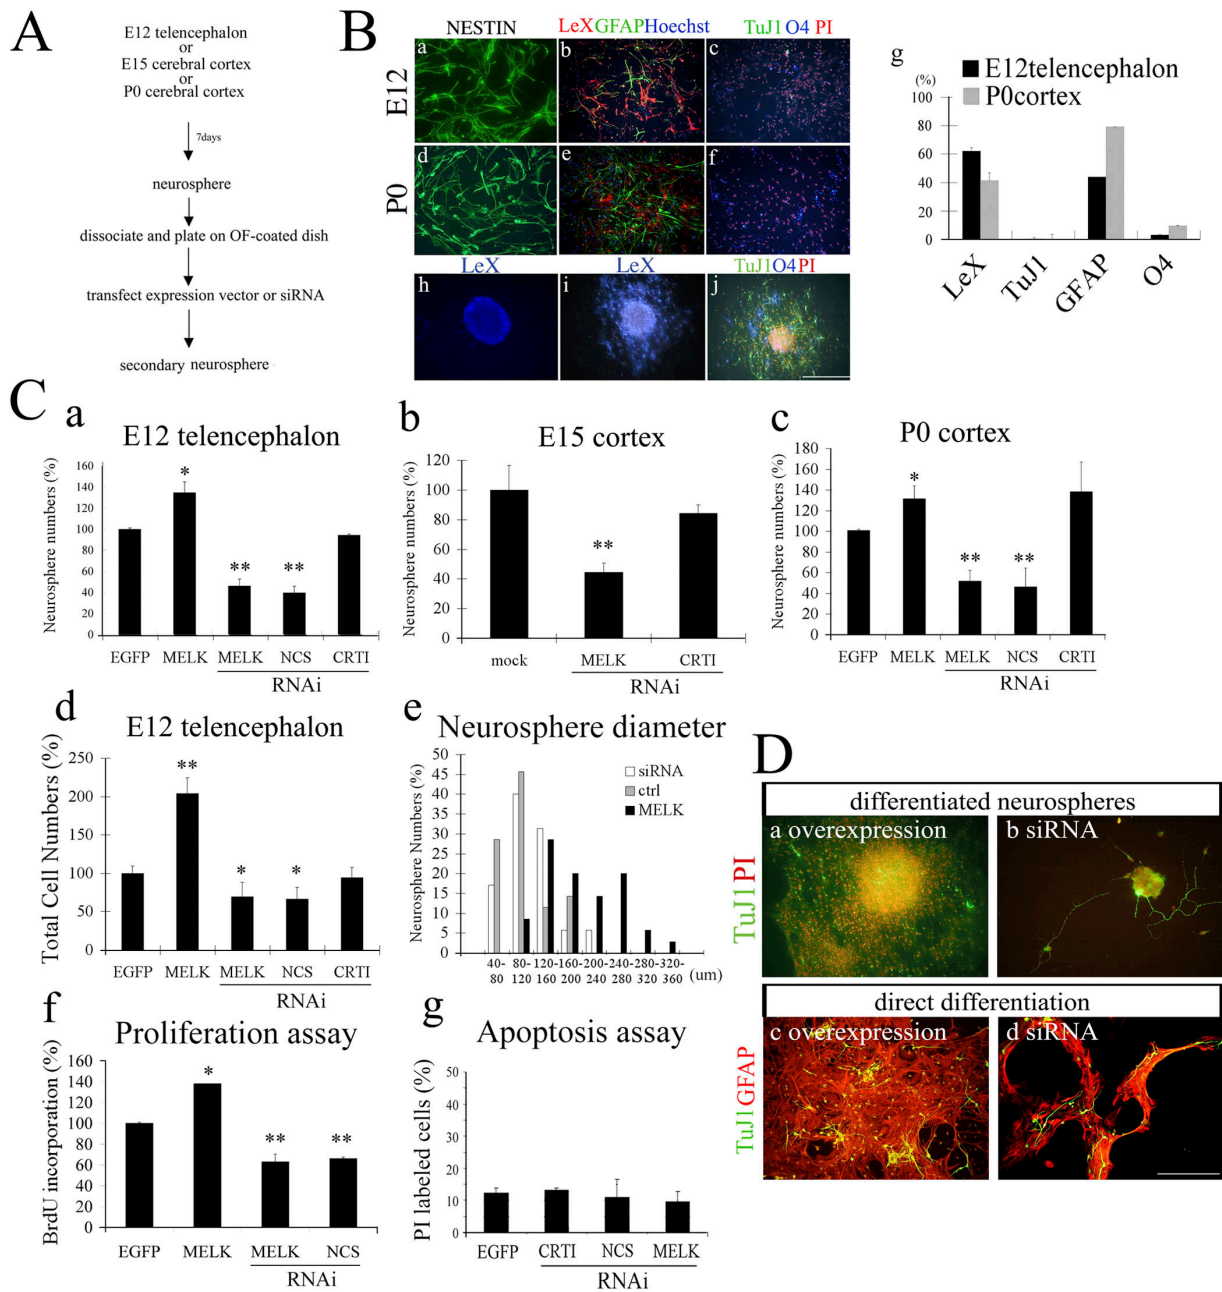 A
E12 telencephalon
or
E15 cerebral cortex
or
P0 cerebral cortex
7days
neurosphere
dissociate and plate on OF-coated dish
transfect expression vector or siRNA
secondary neurosphere
B
NESTIN
LeXGFAPHoechst
TuJ1 O4 PI
E12
a
b
c
P0
d
e
f
LeX
LeX
TuJ1O4PI
h
i
j
g
(%)
E12telencephalon
P0cortex
100
80
60
40
20
0
LeX
TuJ1
GFAP
O4
C
a
E12 telencephalon
Neurosphere numbers (%)
160
140
120
100
80
60
40
20
0
*
**
**
EGFP
MELK
MELK
NCS
CRTI
RNAi
b
E15 cortex
Neurosphere numbers (%)
120
100
80
60
40
20
0
**
mock
MELK
CRTI
RNAi
c
P0 cortex
Neurosphere numbers (%)
180
160
140
120
100
80
60
40
20
0
*
**
**
EGFP
MELK
MELK
NCS
CRTI
RNAi
d
E12 telencephalon
Total Cell Numbers (%)
250
200
150
100
50
0
**
*
*
EGFP
MELK
MELK
NCS
CRTI
RNAi
e
Neurosphere diameter
Neurosphere Numbers (%)
50
45
40
35
30
25
20
15
10
5
0
siRNA
ctrl
MELK
40- 80- 120- 160- 200- 240- 280- 320-
80 120 160 200 240 280 320 360
(um)
f
Proliferation assay
BrdU incorporation (%)
160
140
120
100
80
60
40
20
0
*
**
**
EGFP
MELK
MELK
NCS
RNAi
g
Apoptosis assay
PI labeled cells (%)
50
40
30
20
10
0
EGFP
CRTI
NCS
MELK
RNAi
D
differentiated neurospheres
TuJ1PI
a overexpression
b siRNA
direct differentiation
TuJ1GFAP
c overexpression
d siRNA